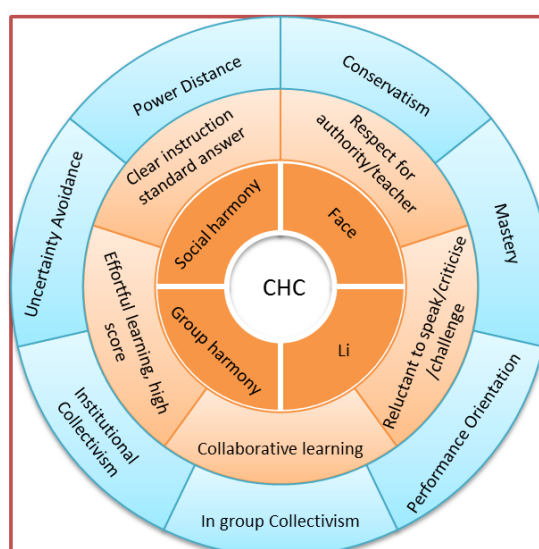 Power Distance
Conservatism
Mastery
Performance Orientation
In group Collectivism
Institutional
Collectivism
Uncertainty Avoidance
Clear instruction
standard answer
Respect for
authority/teacher
Reluctant to speak/criticise
/challenge
Collaborative learning
Effortful learning, high
score
Social harmony
Face
Li
Group harmony
CHC